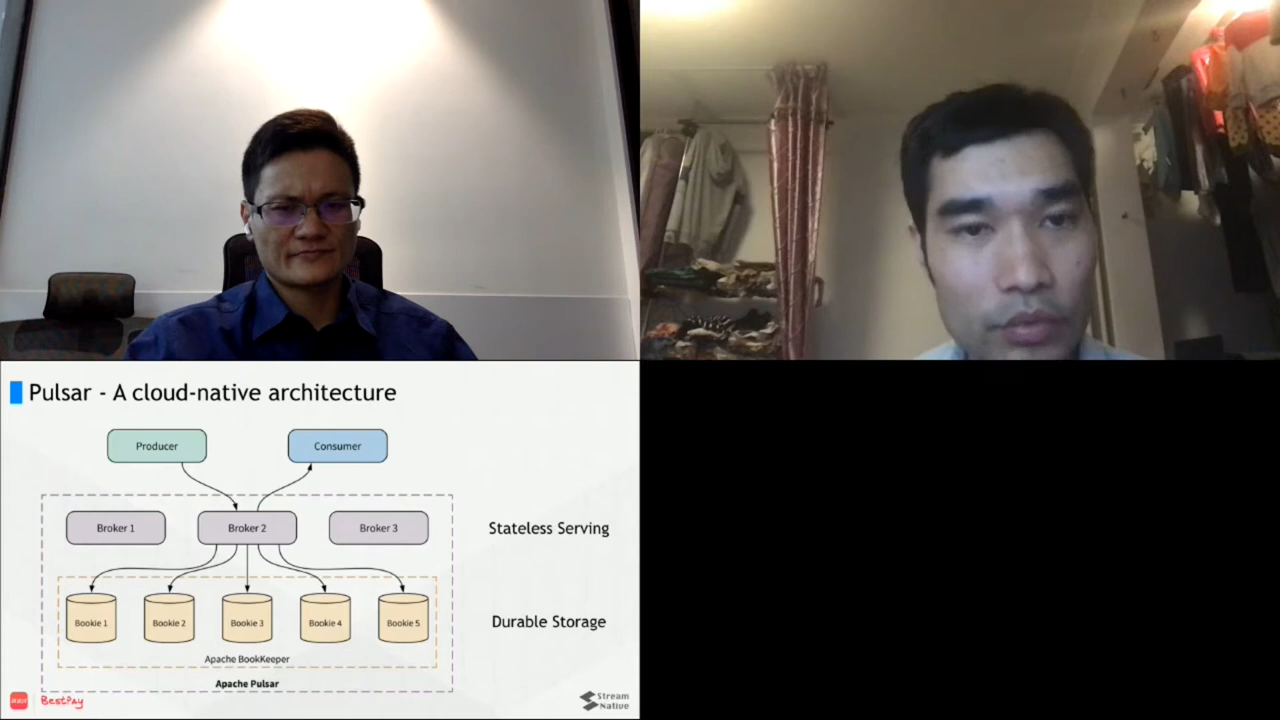 Pulsar - A cloud-native architecture
Producer
Consumer
Broker 1
Broker 2
Broker 3
Stateless Serving
Bookie 1
Bookie 2
Bookie 3
Bookie 4
Bookie 5
Durable Storage
Apache BookKeeper
Apache Pulsar
BestPay
Stream
Native